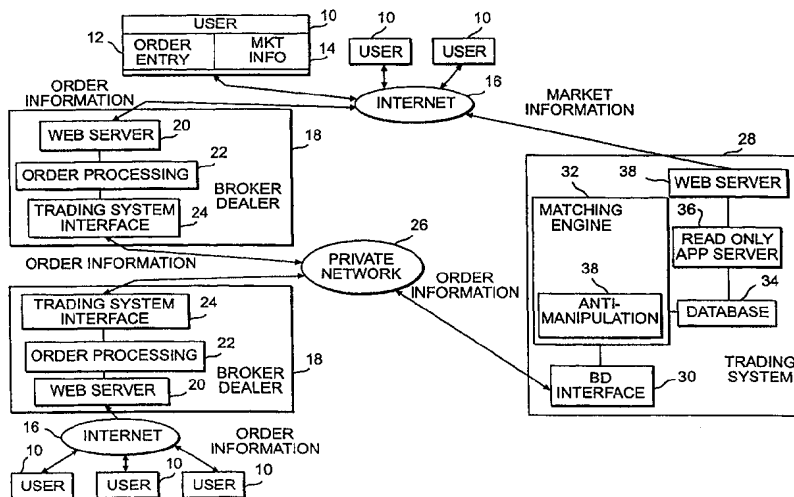 USER
10
12
ORDER
ENTRY
MKT
INFO
14
10
USER
10
USER
ORDER
INFORMATION
INTERNET
16
MARKET
INFORMATION
WEB SERVER
20
18
ORDER PROCESSING
22
BROKER
DEALER
TRADING SYSTEM
INTERFACE
24
ORDER INFORMATION
26
PRIVATE
NETWORK
ORDER
INFORMATION
28
38
WEB SERVER
32
MATCHING
ENGINE
36
READ ONLY
APP SERVER
38
ANTI-
MANIPULATION
34
DATABASE
TRADING
SYSTEM
BD
INTERFACE
30
TRADING SYSTEM
INTERFACE
24
ORDER PROCESSING
22
18
WEB SERVER
20
BROKER
DEALER
16
INTERNET
ORDER
INFORMATION
10
USER
10
USER
10
USER